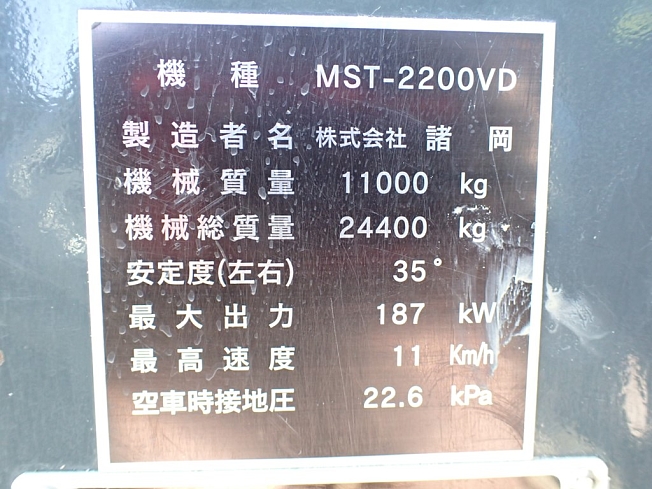 機種 MST-2200VD
製造者名 株式会社 諸岡
機械質量 11000 kg
機械総質量 24400 kg
安定度(左右) 35°
最大出力 187 kW
最高速度 11 Km/h
空車時接地圧 22.6 kPa